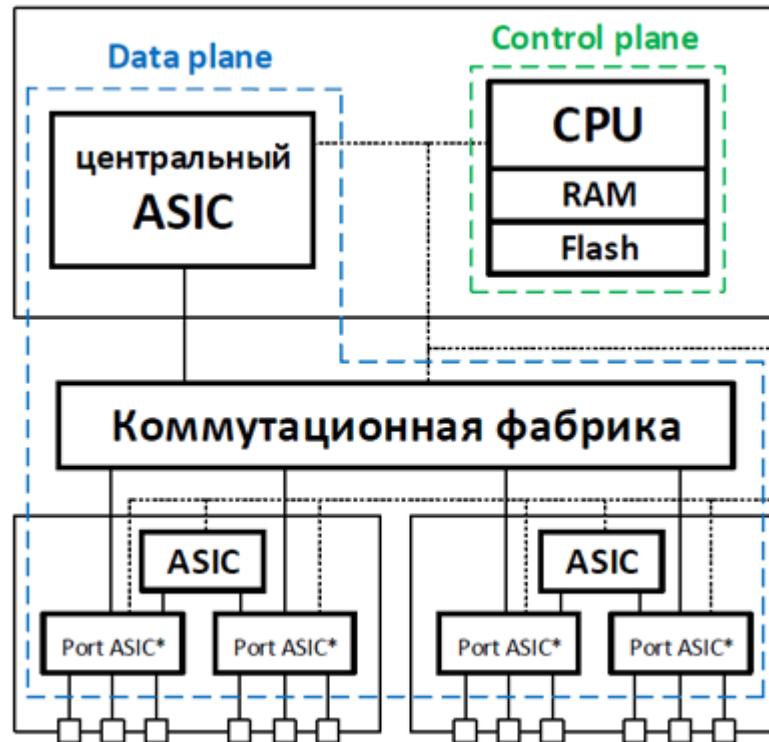 Data plane
Control plane
центральный
ASIC
CPU
RAM
Flash
Коммутационная фабрика
ASIC
ASIC
Port ASIC*
Port ASIC*
Port ASIC*
Port ASIC*